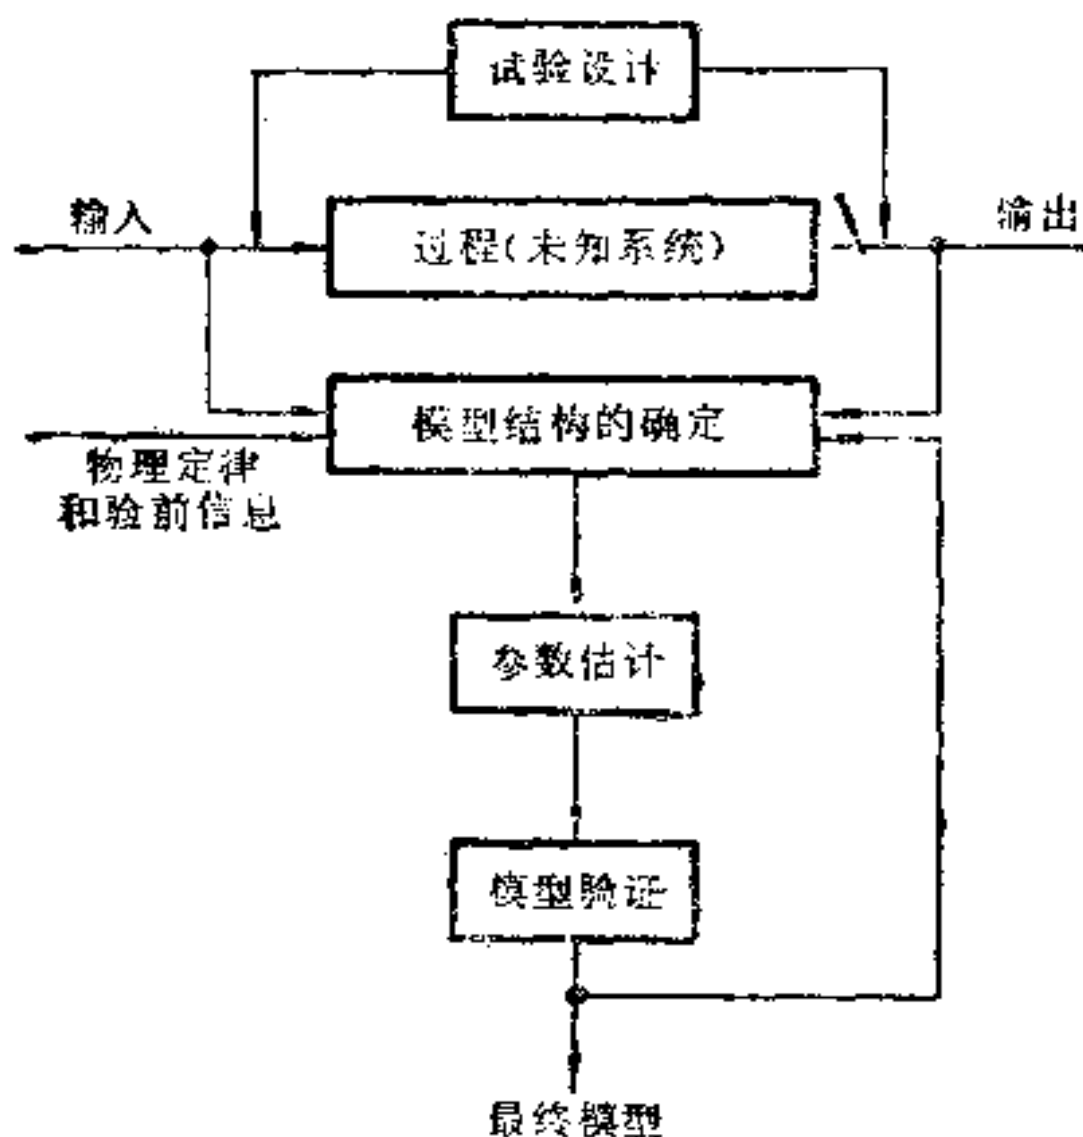 试验设计
输入
过程(未知系统)
输出
模型结构的确定
物理定律
和验前信息
参数估计
模型验证
最终模型